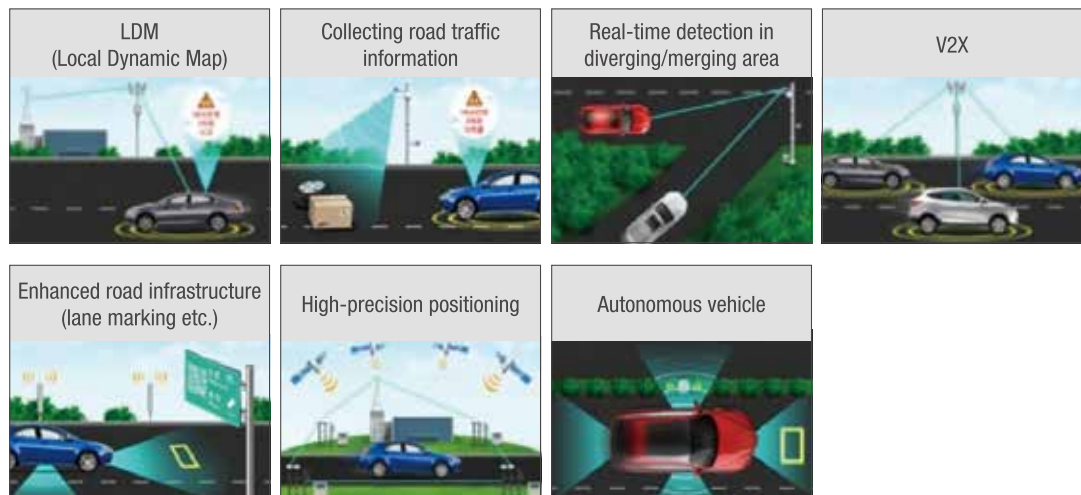 LDM
(Local Dynamic Map)
Collecting road traffic
information
Real-time detection in
diverging/merging area
V2X
Enhanced road infrastructure
(lane marking etc.)
High-precision positioning
Autonomous vehicle